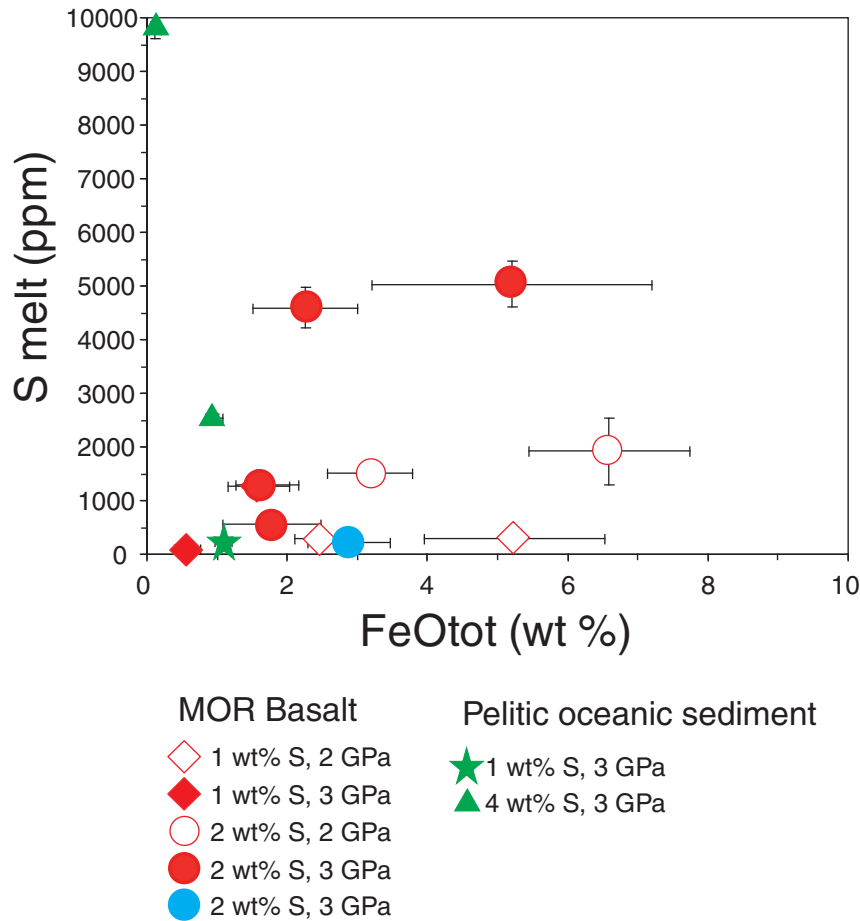 10000
9000
8000
7000
6000
5000
4000
3000
2000
1000
0
S melt (ppm)
0 2 4 6 8 10
FeOtot (wt %)
MOR Basalt
1 wt% S, 2 GPa
1 wt% S, 3 GPa
2 wt% S, 2 GPa
2 wt% S, 3 GPa
2 wt% S, 3 GPa
Pelitic oceanic sediment
1 wt% S, 3 GPa
4 wt% S, 3 GPa